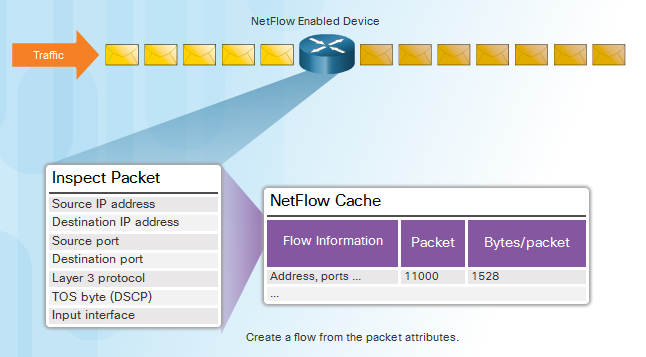 NetFlow Enabled Device
Traffic
Inspect Packet
Source IP address
Destination IP address
Source port
Destination port
Layer 3 protocol
TOS byte (DSCP)
Input interface
NetFlow Cache
Flow Information Packet Bytes/packet
Address, ports ... 11000 1528
...
Create a flow from the packet attributes.